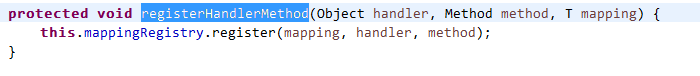 protected void registerHandlerMethod(Object handler, Method method, T mapping) {
    this.mappingRegistry.register(mapping, handler, method);
}